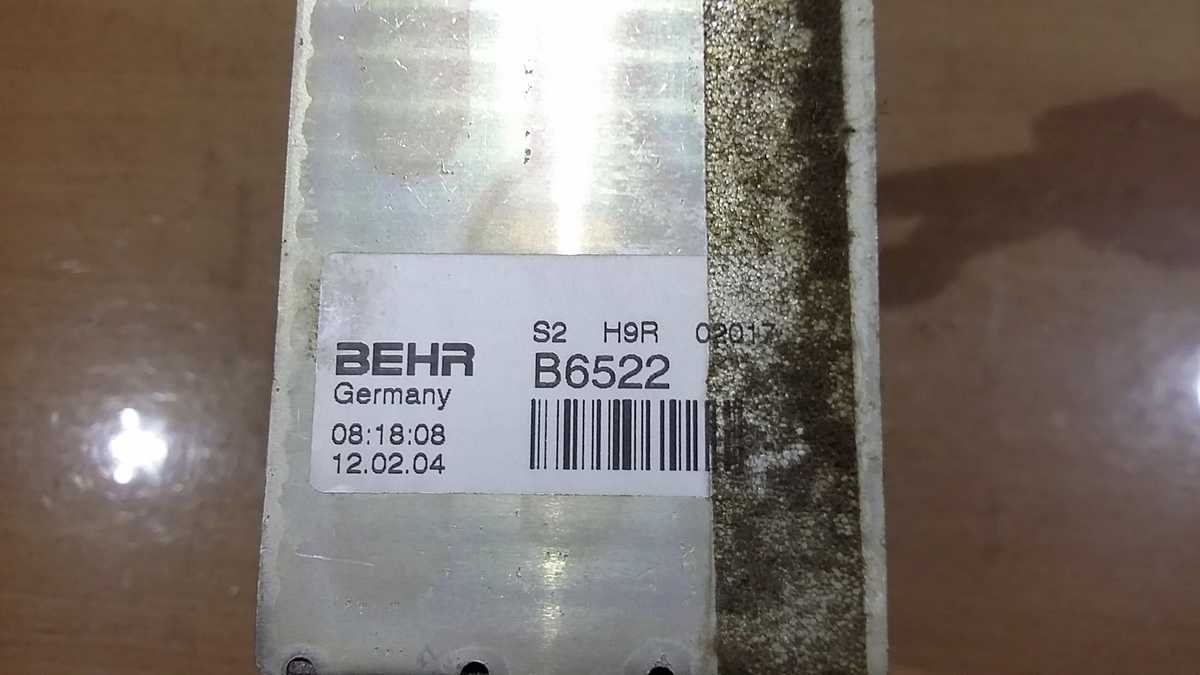 S2 H9R 02017
BEHR B6522
Germany
08:18:08
12.02.04